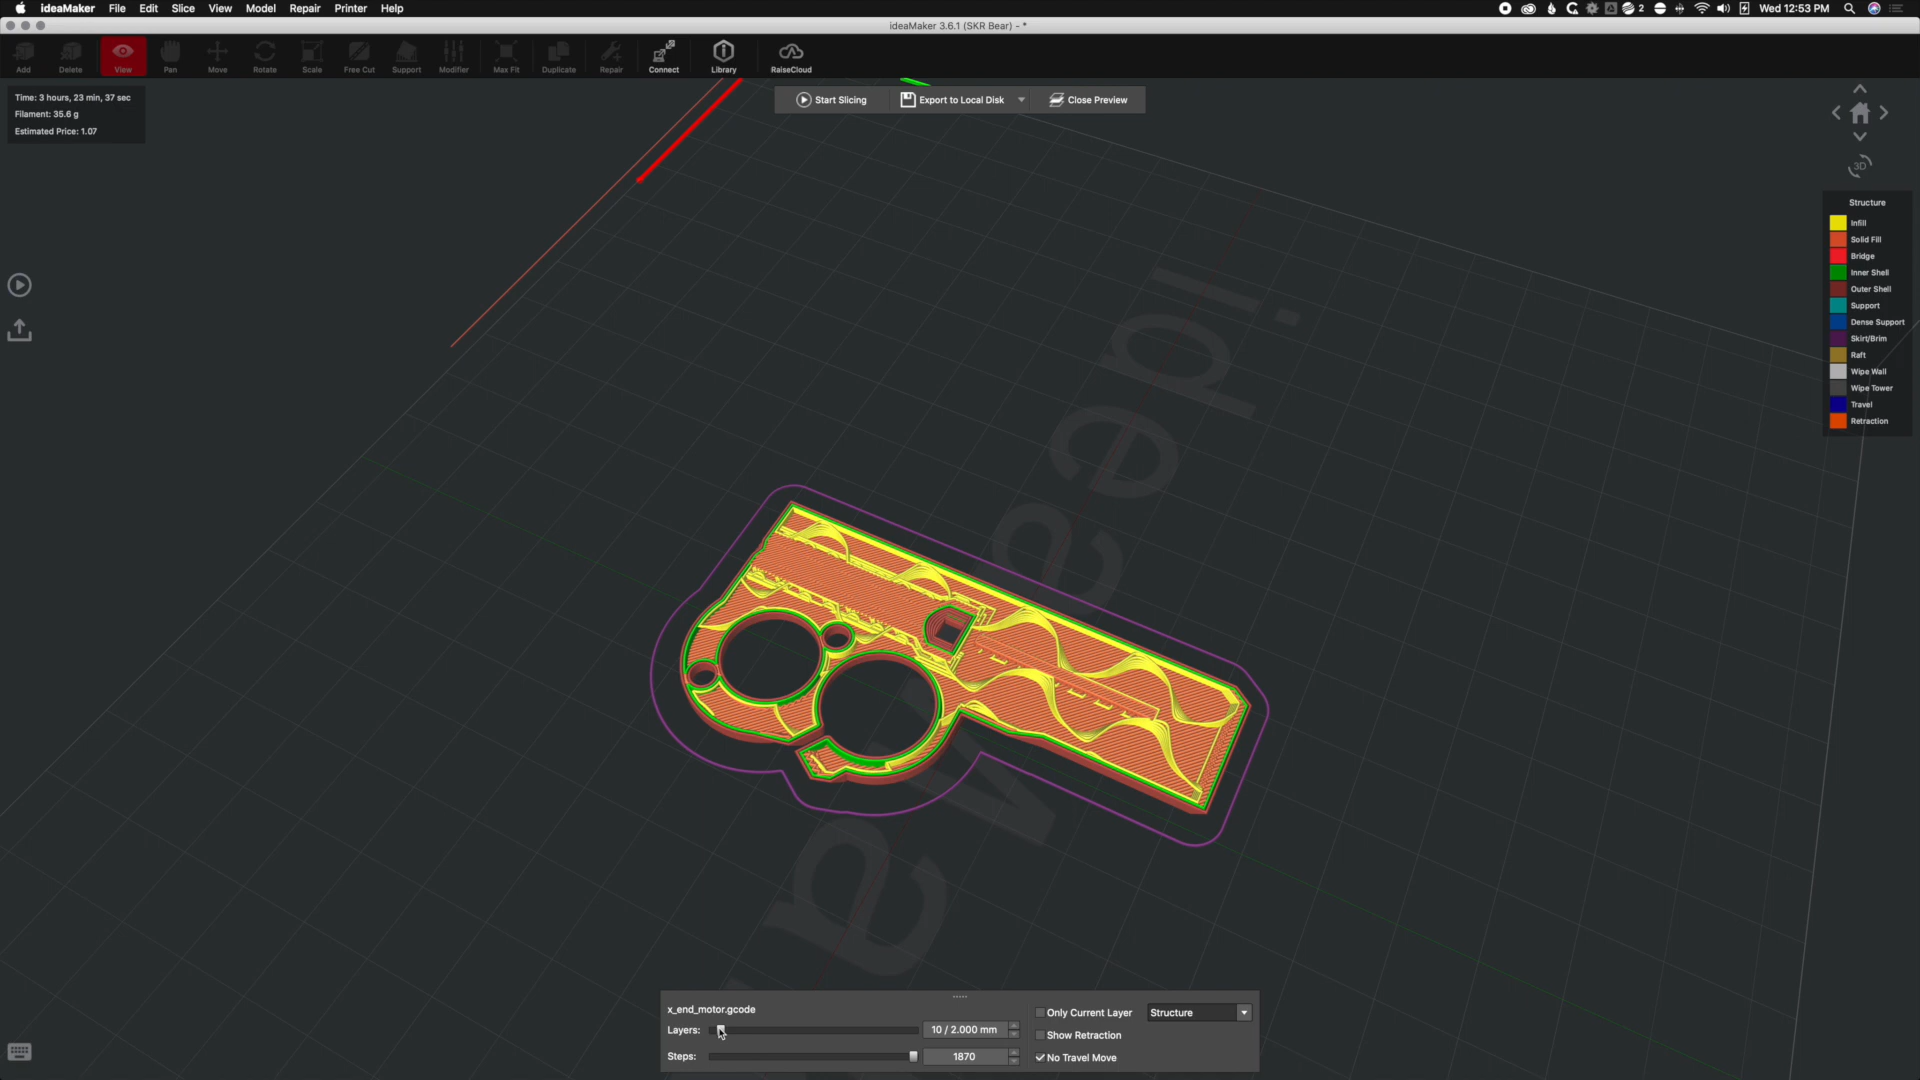 ideaMaker File Edit Slice View Model Repair Printer Help
2 Wed 12:53 PM
ideaMaker 3.6.1 (SKR Bear) - *
Add Delete View Pan Move Rotate Scale Free Cut Support Modifier Max Fit Duplicate Repair Connect Library RaiseCloud
Time: 3 hours, 23 min, 37 sec
Filament: 35.6 g
Estimated Price: 1.07
Start Slicing Export to Local Disk Close Preview
3D
Structure
Infill
Solid Fill
Bridge
Inner Shell
Outer Shell
Support
Dense Support
Skirt/Brim
Raft
Wipe Wall
Wipe Tower
Travel
Retraction
ideaMa
x_end_motor.gcode
Layers: 10 / 2.000 mm
Steps: 1870
Only Current Layer Structure
Show Retraction
No Travel Move